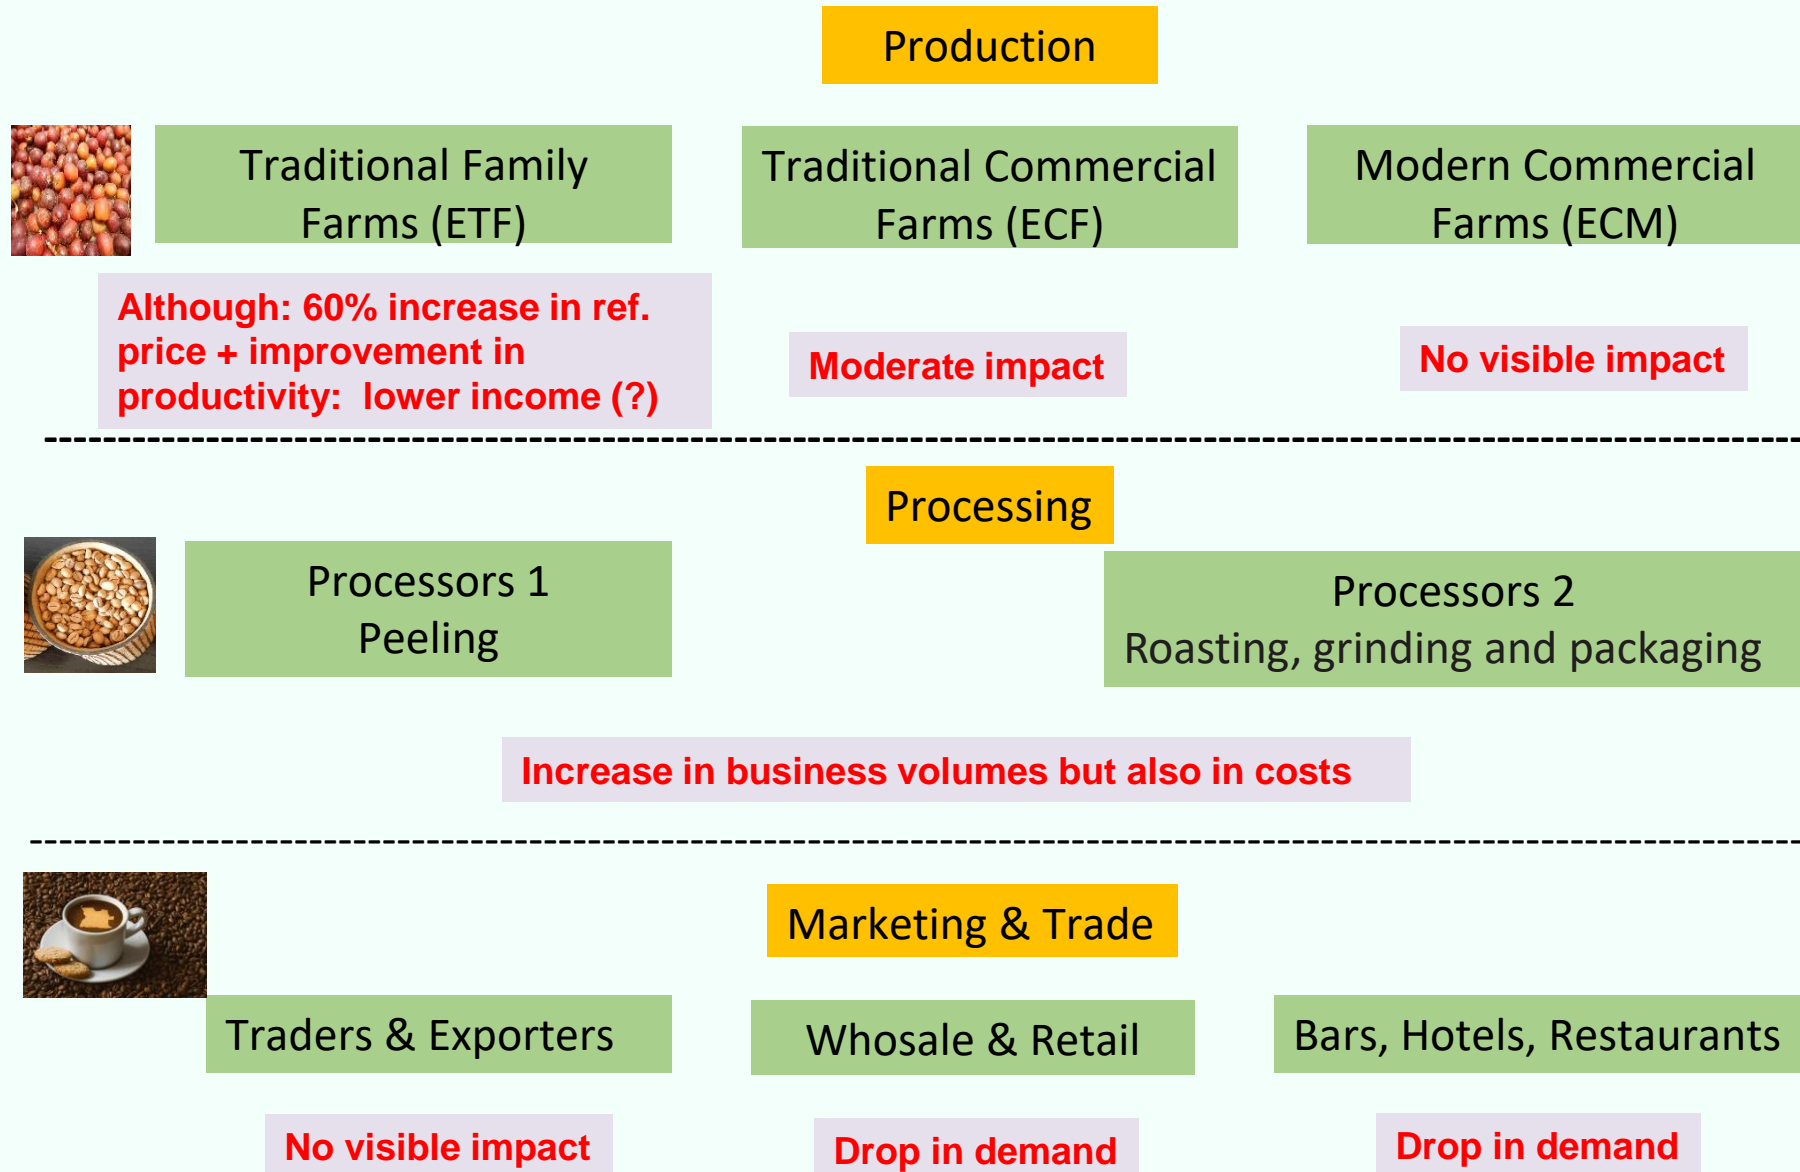 Production
Traditional Family
Farms (ETF)
Traditional Commercial
Farms (ECF)
Modern Commercial
Farms (ECM)
Although: 60% increase in ref.
price + improvement in
productivity: lower income (?)
Moderate impact
No visible impact
Processing
Processors 1
Peeling
Processors 2
Roasting, grinding and packaging
Increase in business volumes but also in costs
Marketing & Trade
Traders & Exporters
Whosale & Retail
Bars, Hotels, Restaurants
No visible impact
Drop in demand
Drop in demand